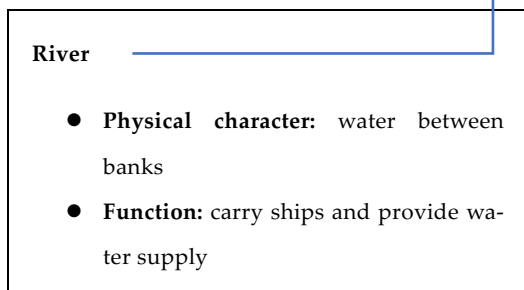 River
● Physical character: water between
banks
● Function: carry ships and provide wa-
ter supply